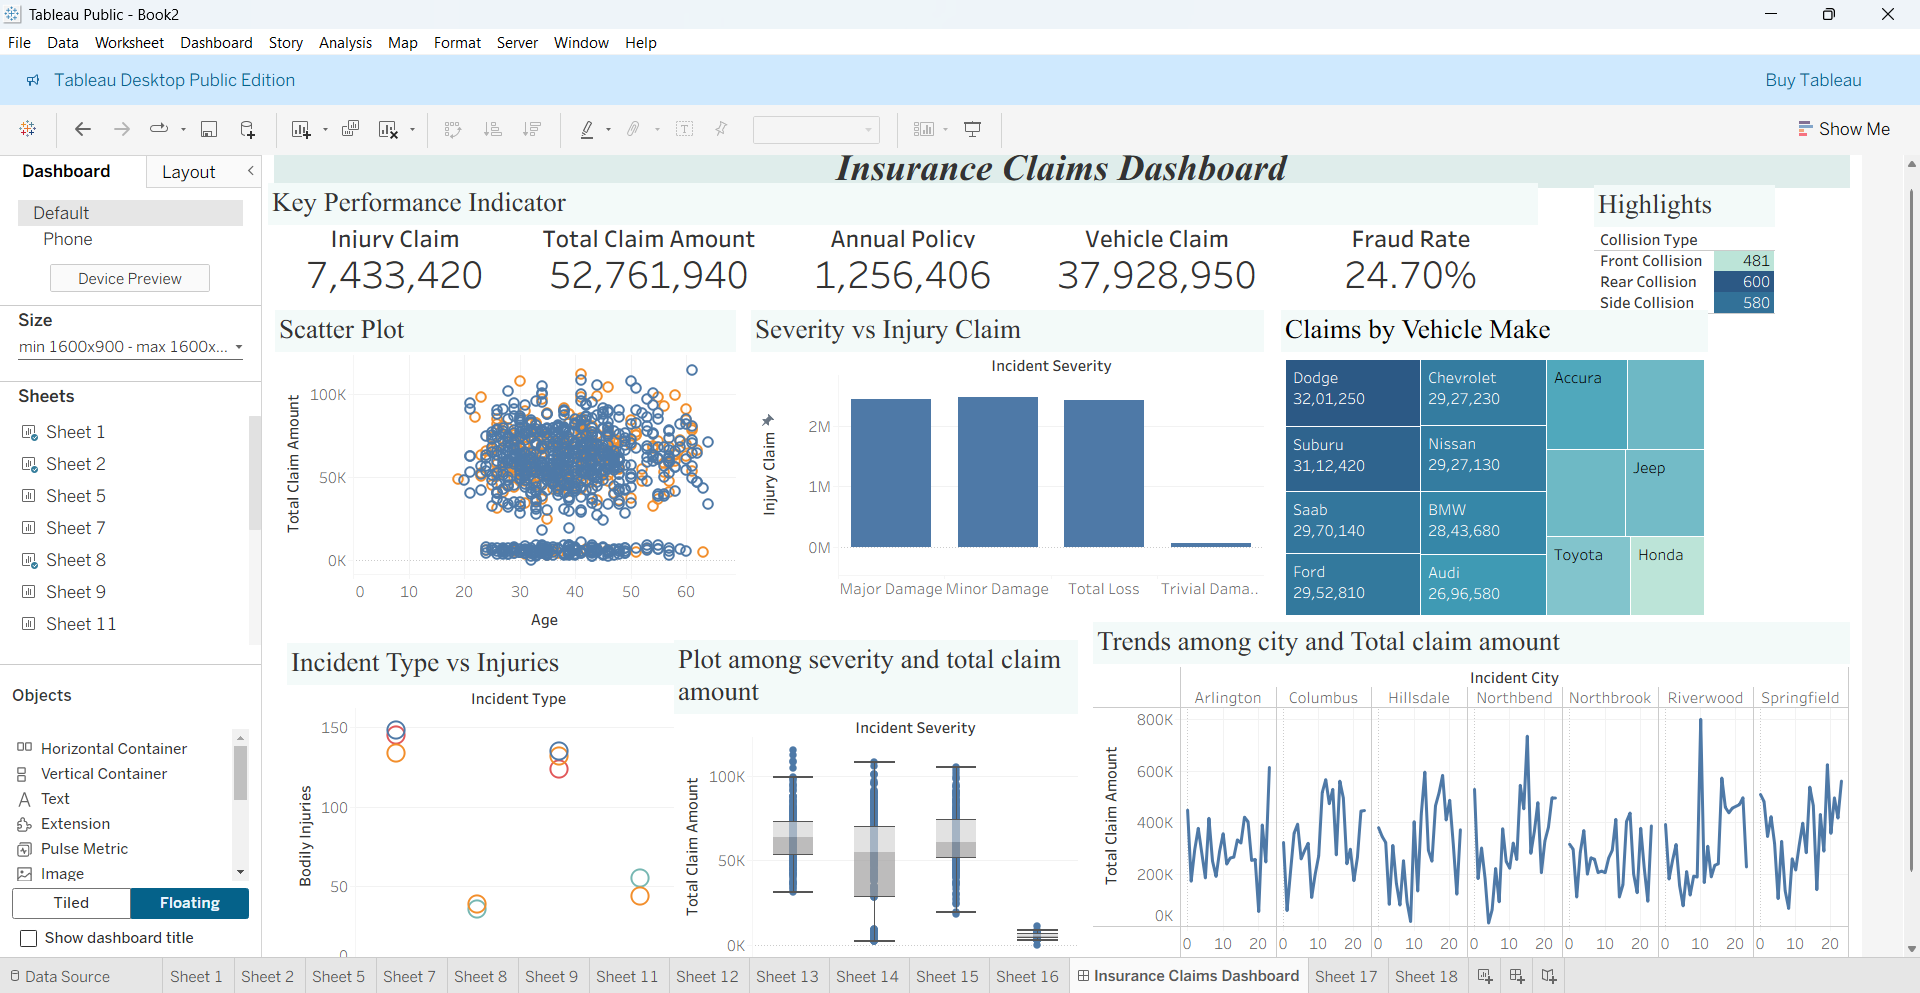 Tableau Public - Book2
File Data Worksheet Dashboard Story Analysis Map Format Server Window Help
Tableau Desktop Public Edition
Buy Tableau
Show Me
Dashboard
Layout
Default
Phone
Device Preview
Size
min 1600x900 - max 1600x...
Sheets
Sheet 1
Sheet 2
Sheet 5
Sheet 7
Sheet 8
Sheet 9
Sheet 11
Objects
Horizontal Container
Vertical Container
Text
Extension
Pulse Metric
Image
Tiled
Floating
Show dashboard title
Insurance Claims Dashboard
Key Performance Indicator
Injury Claim
7,433,420
Total Claim Amount
52,761,940
Annual Policy
1,256,406
Vehicle Claim
37,928,950
Fraud Rate
24.70%
Highlights
Collision Type
Front Collision 481
Rear Collision 600
Side Collision 580
Scatter Plot
Total Claim Amount
100K
50K
0K
0 10 20 30 40 50 60
Age
Severity vs Injury Claim
Incident Severity
Injury Claim
2M
1M
0M
Major Damage Minor Damage Total Loss Trivial Dama..
Claims by Vehicle Make
Dodge
32,01,250
Suburu
31,12,420
Saab
29,70,140
Ford
29,52,810
Chevrolet
29,27,230
Nissan
29,27,130
BMW
28,43,680
Audi
26,96,580
Accura
Jeep
Toyota
Honda
Incident Type vs Injuries
Incident Type
Bodily Injuries
150
100
50
0
Plot among severity and total claim
amount
Incident Severity
Total Claim Amount
100K
50K
0K
Trends among city and Total claim amount
Incident City
Arlington Columbus Hillsdale Northbend Northbrook Riverwood Springfield
Total Claim Amount
800K
600K
400K
200K
0K
0 10 20 0 10 20 0 10 20 0 10 20 0 10 20 0 10 20 0 10 20
Data Source Sheet 1 Sheet 2 Sheet 5 Sheet 7 Sheet 8 Sheet 9 Sheet 11 Sheet 12 Sheet 13 Sheet 14 Sheet 15 Sheet 16 Insurance Claims Dashboard Sheet 17 Sheet 18